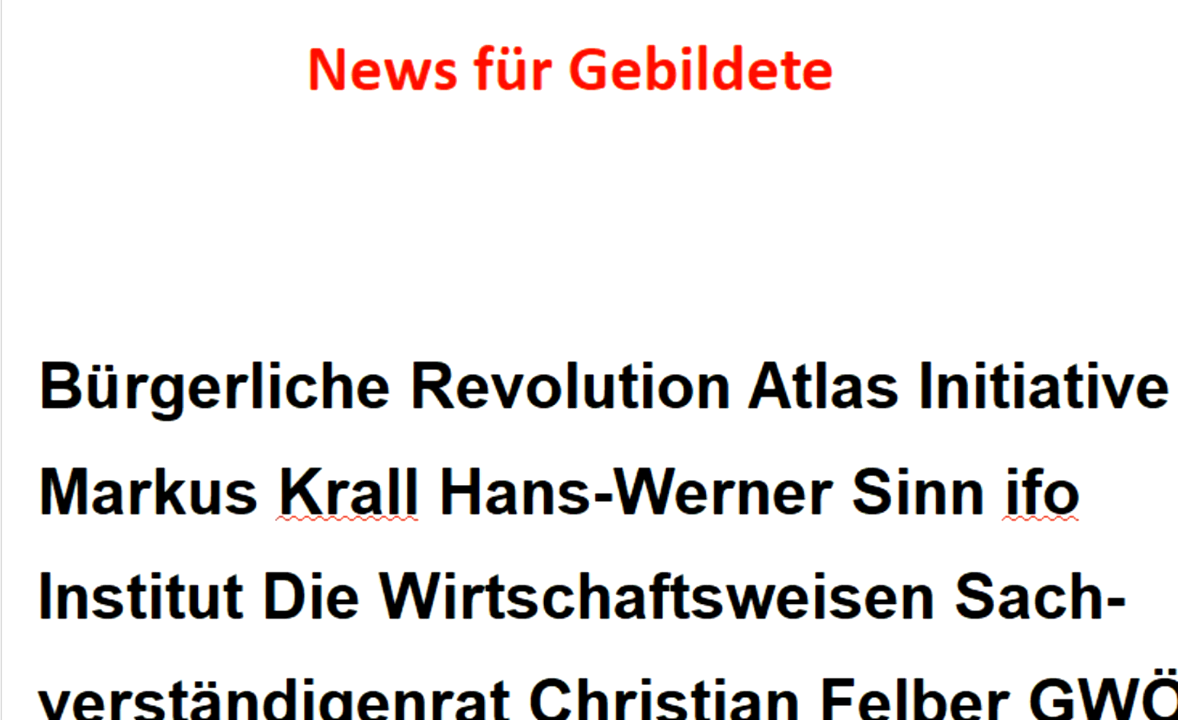 News für Gebildete
Bürgerliche Revolution Atlas Initiative
Markus Krall Hans-Werner Sinn ifo
Institut Die Wirtschaftsweisen Sach-
verständigenrat Christian Felber GWÖ